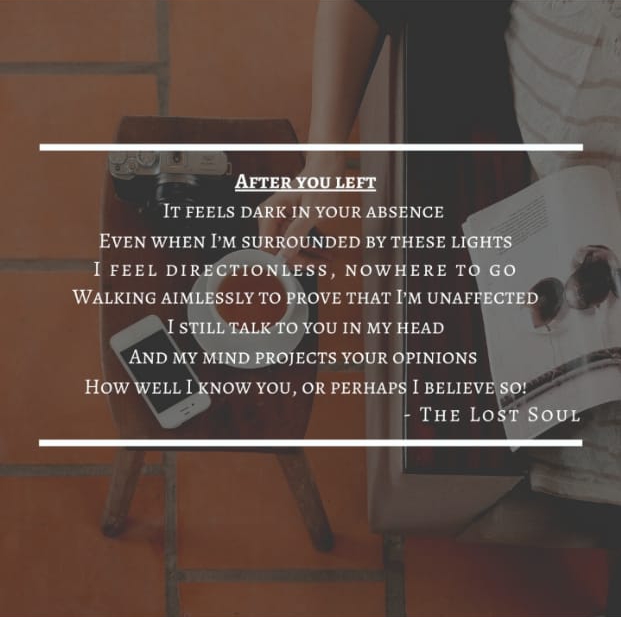 After you left
It feels dark in your absence
Even when I'm surrounded by these lights
I feel directionless, nowhere to go
Walking aimlessly to prove that I'm unaffected
I still talk to you in my head
And my mind projects your opinions
How well I know you, or perhaps I believe so!
- The Lost Soul